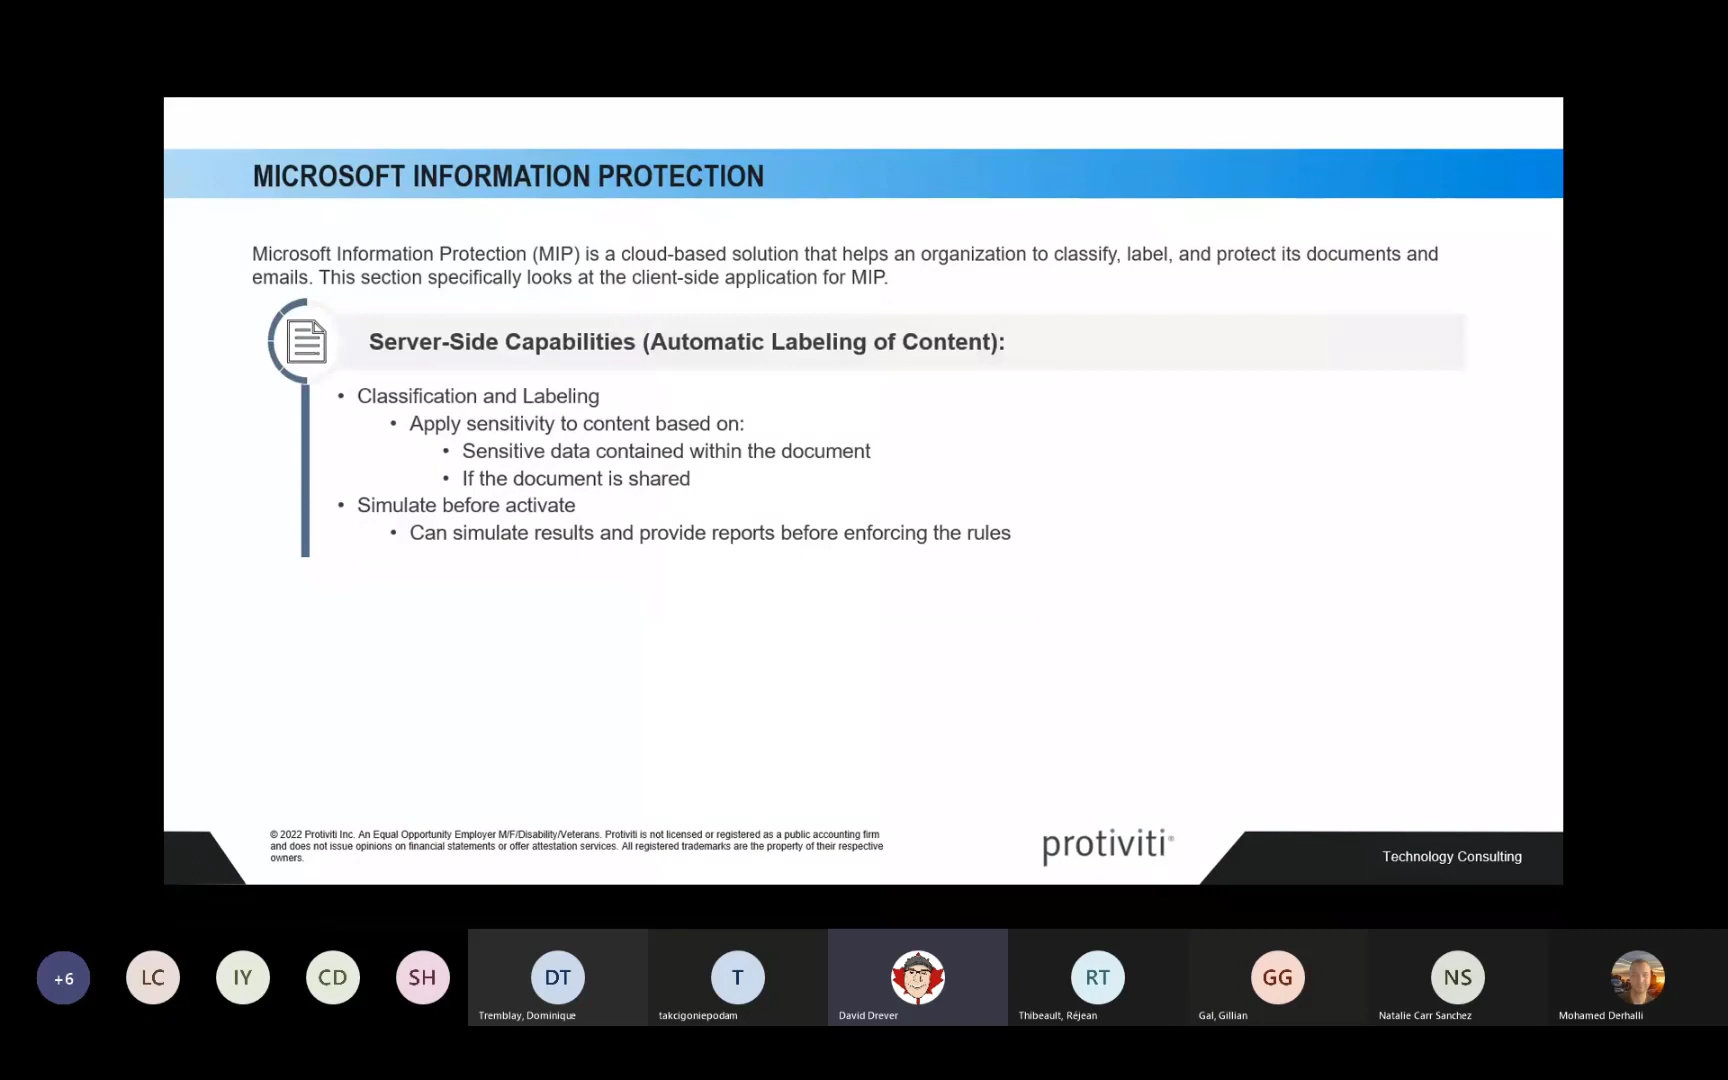 MICROSOFT INFORMATION PROTECTION
Microsoft Information Protection (MIP) is a cloud-based solution that helps an organization to classify, label, and protect its documents and
emails. This section specifically looks at the client-side application for MIP.
Server-Side Capabilities (Automatic Labeling of Content):
• Classification and Labeling
• Apply sensitivity to content based on:
• Sensitive data contained within the document
• If the document is shared
• Simulate before activate
• Can simulate results and provide reports before enforcing the rules
© 2022 Protiviti Inc. An Equal Opportunity Employer M/F/Disability/Veterans. Protiviti is not licensed or registered as a public accounting firm
and does not issue opinions on financial statements or offer attestation services. All registered trademarks are the property of their respective
owners.
protiviti®
Technology Consulting
+6
LC
IY
CD
SH
DT
T
RT
GG
NS
Tremblay, Dominique
takcigoniepodam
David Drever
Thibeault, Réjean
Gal, Gillian
Natalie Carr Sanchez
Mohamed Derhalli